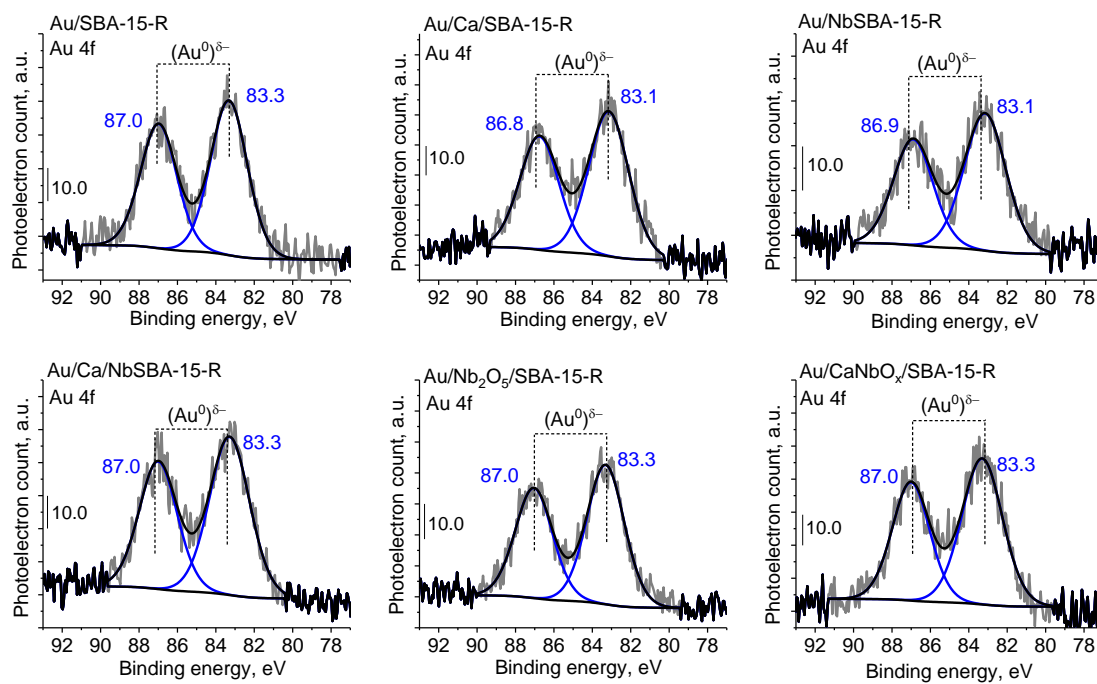 Au/SBA-15-R
Au 4f
(Au⁰)δ–
87.0
83.3
10.0
Photoelectron count, a.u.
92 90 88 86 84 82 80 78
Binding energy, eV
Au/Ca/SBA-15-R
Au 4f
(Au⁰)δ–
86.8
83.1
10.0
Photoelectron count, a.u.
92 90 88 86 84 82 80 78
Binding energy, eV
Au/NbSBA-15-R
Au 4f
(Au⁰)δ–
86.9
83.1
10.0
Photoelectron count, a.u.
92 90 88 86 84 82 80 78
Binding energy, eV
Au/Ca/NbSBA-15-R
Au 4f
(Au⁰)δ–
87.0
83.3
10.0
Photoelectron count, a.u.
92 90 88 86 84 82 80 78
Binding energy, eV
Au/Nb₂O₅/SBA-15-R
Au 4f
(Au⁰)δ–
87.0
83.3
10.0
Photoelectron count, a.u.
92 90 88 86 84 82 80 78
Binding energy, eV
Au/CaNbOₓ/SBA-15-R
Au 4f
(Au⁰)δ–
87.0
83.3
10.0
Photoelectron count, a.u.
92 90 88 86 84 82 80 78
Binding energy, eV